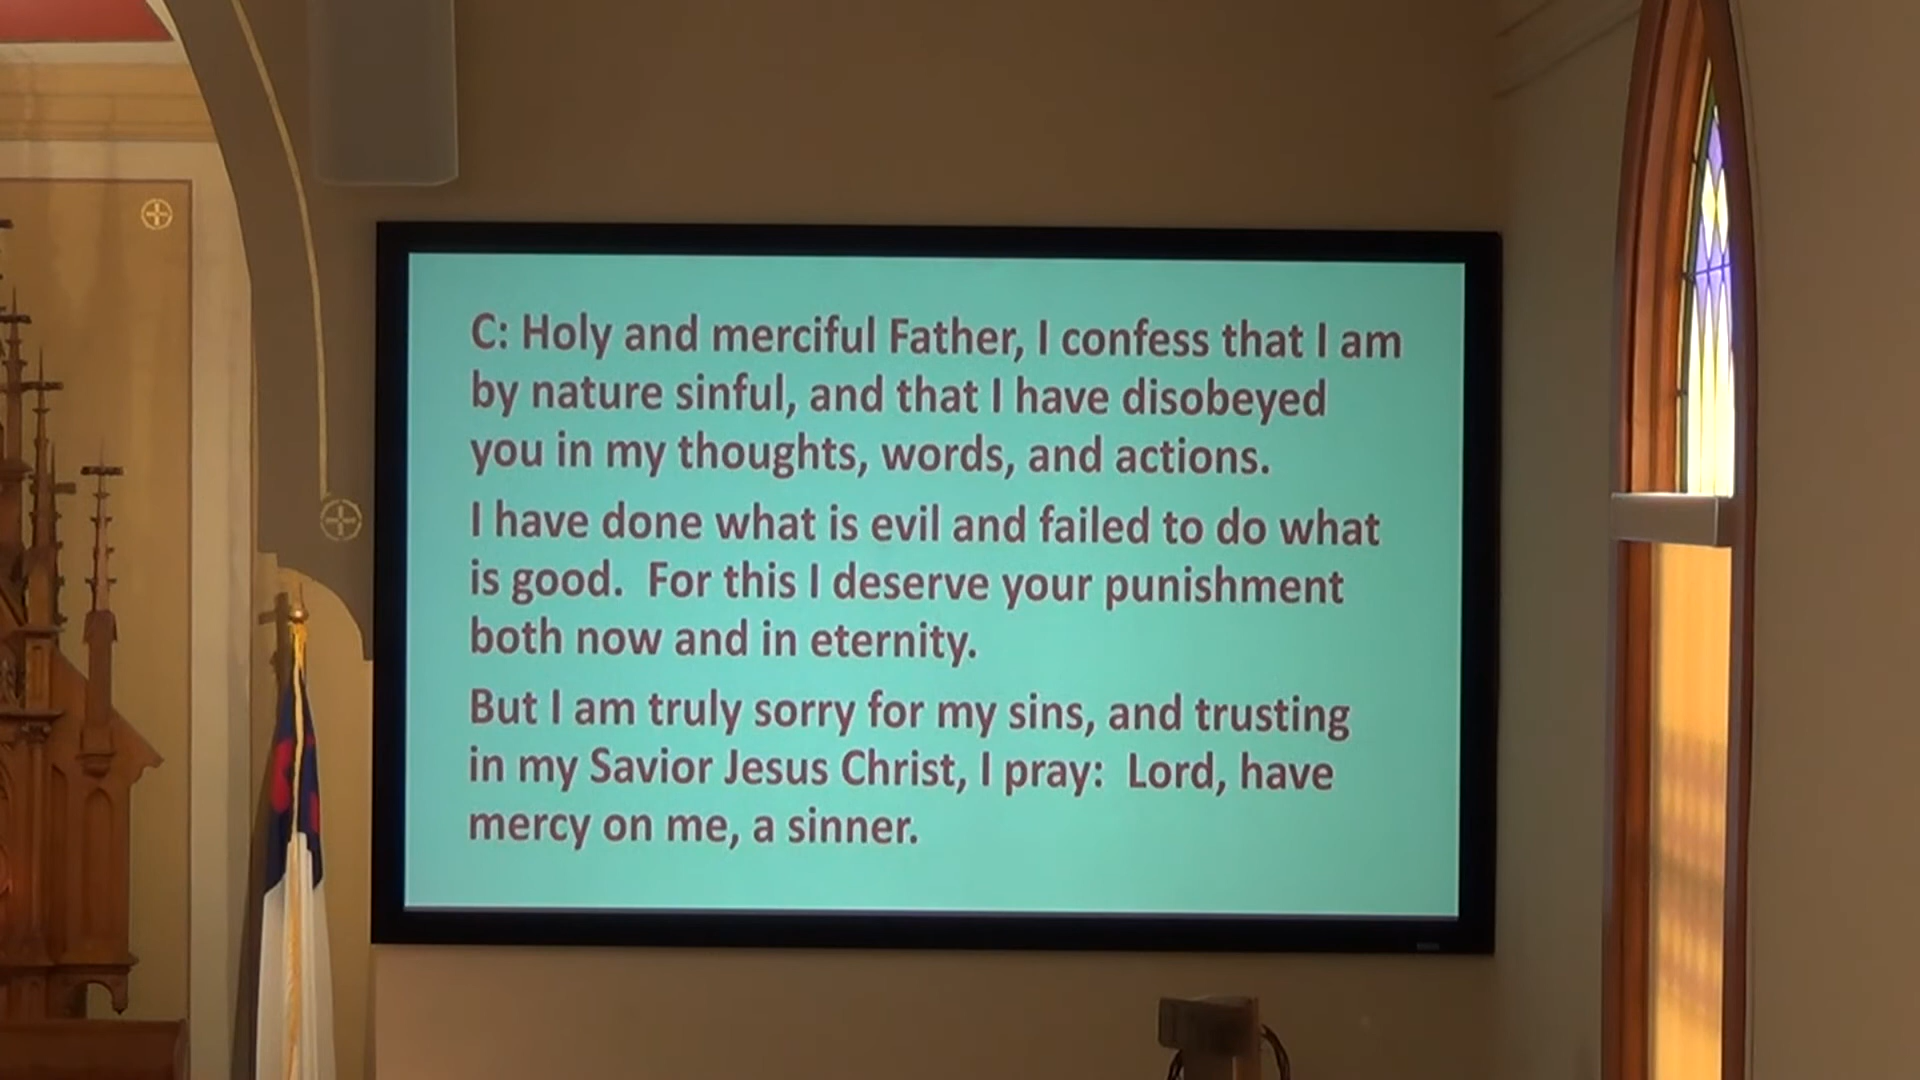 C: Holy and merciful Father, I confess that I am
by nature sinful, and that I have disobeyed
you in my thoughts, words, and actions.
I have done what is evil and failed to do what
is good.  For this I deserve your punishment
both now and in eternity.
But I am truly sorry for my sins, and trusting
in my Savior Jesus Christ, I pray:  Lord, have
mercy on me, a sinner.